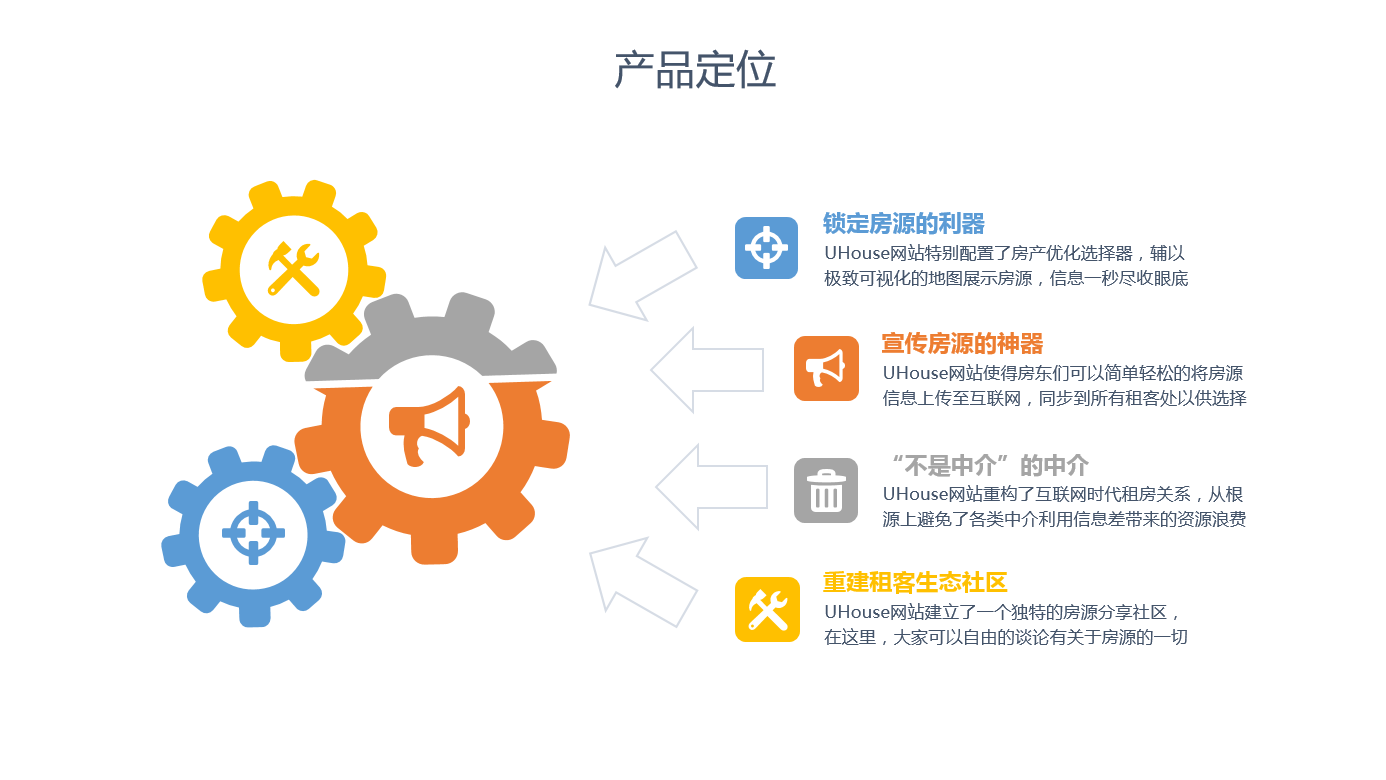 产品定位
锁定房源的利器
UHouse网站特别配置了房产优化选择器，辅以
极致可视化的地图展示房源，信息一秒尽收眼底
宣传房源的神器
UHouse网站使得房东们可以简单轻松的将房源
信息上传至互联网，同步到所有租客处以供选择
“不是中介”的中介
UHouse网站重构了互联网时代租房关系，从根
源上避免了各类中介利用信息差带来的资源浪费
重建租客生态社区
UHouse网站建立了一个独特的房源分享社区，
在这里，大家可以自由的谈论有关于房源的一切